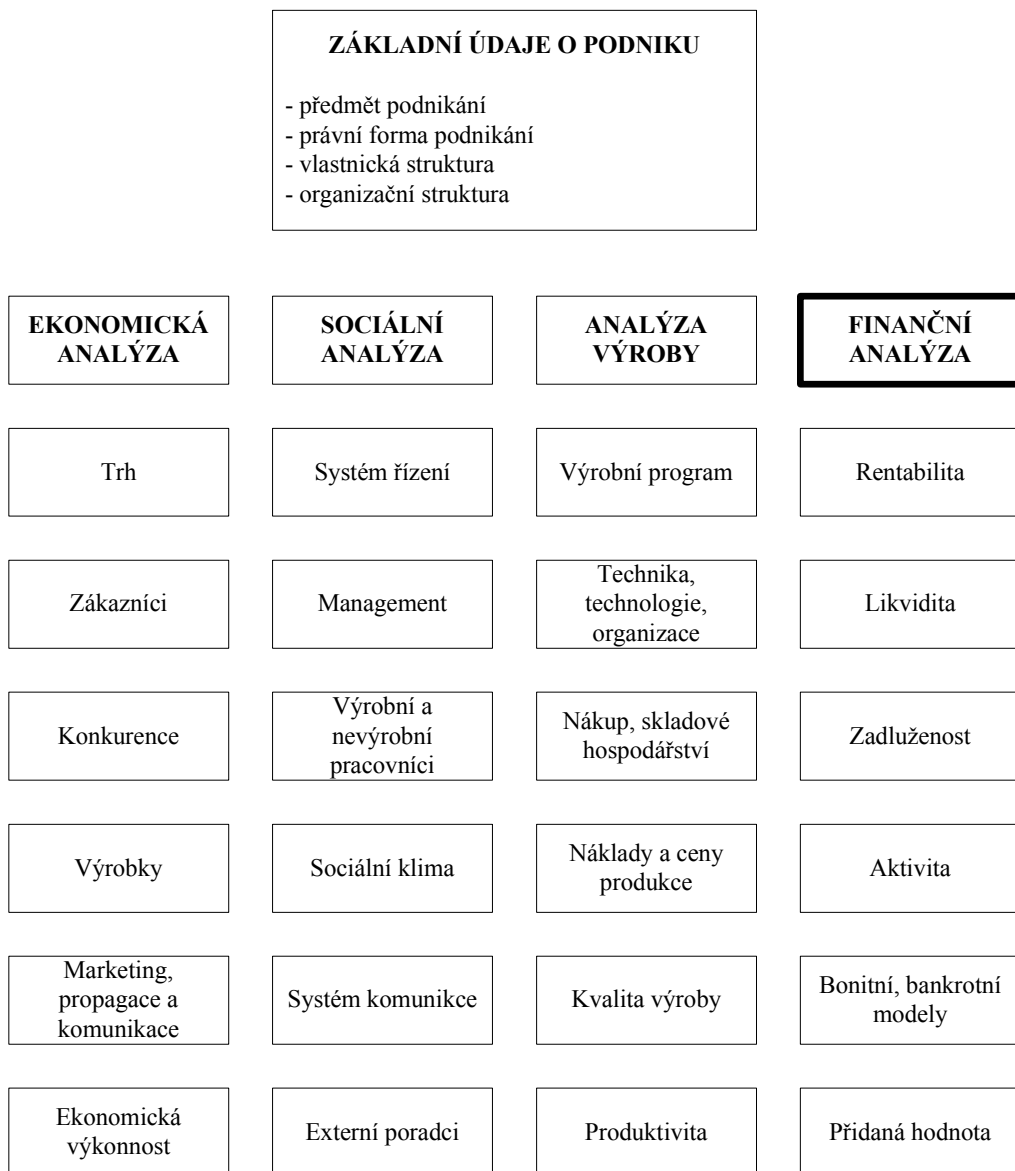 ZÁKLADNÍ ÚDAJE O PODNIKU
- předmět podnikání
- právní forma podnikání
- vlastnická struktura
- organizační struktura
EKONOMICKÁ
ANALÝZA
SOCIÁLNÍ
ANALÝZA
ANALÝZA
VÝROBY
FINANČNÍ
ANALÝZA
Trh
Systém řízení
Výrobní program
Rentabilita
Zákazníci
Management
Technika,
technologie,
organizace
Likvidita
Konkurence
Výrobní a
nevýrobní
pracovníci
Nákup, skladové
hospodářství
Zadluženost
Výrobky
Sociální klima
Náklady a ceny
produkce
Aktivita
Marketing,
propagace a
komunikace
Systém komunikce
Kvalita výroby
Bonitní, bankrotní
modely
Ekonomická
výkonnost
Externí poradci
Produktivita
Přidaná hodnota